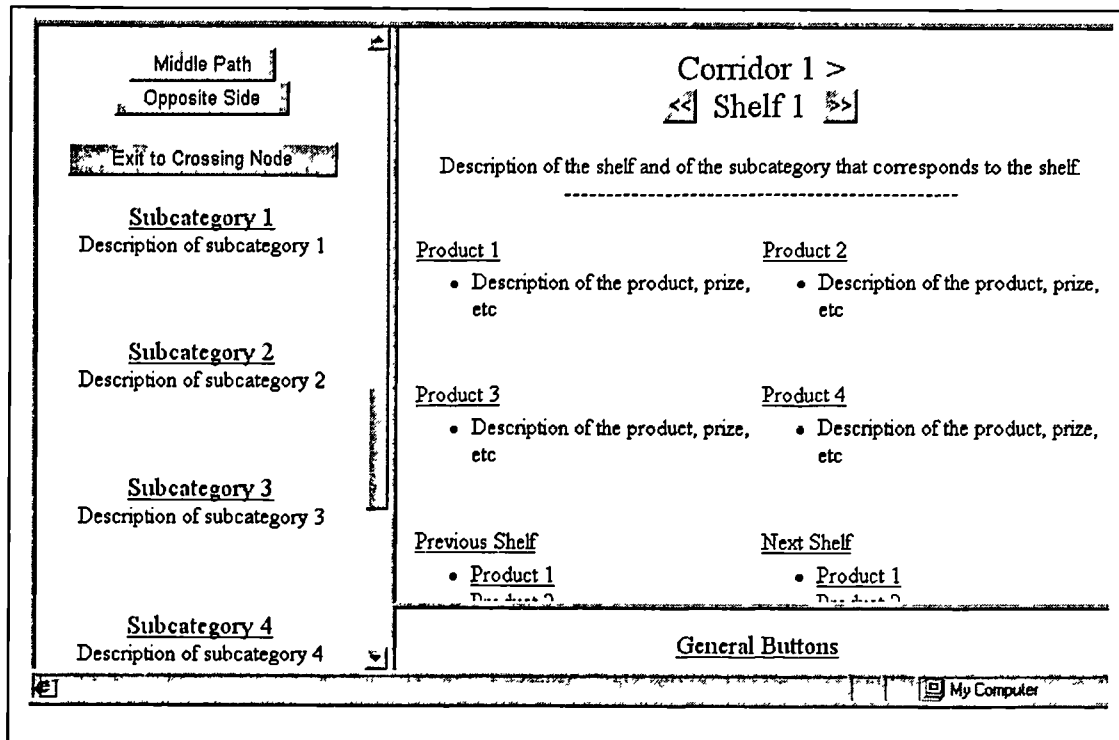 Middle Path
Opposite Side
Exit to Crossing Node
Subcategory 1
Description of subcategory 1
Subcategory 2
Description of subcategory 2
Subcategory 3
Description of subcategory 3
Subcategory 4
Description of subcategory 4
Corridor 1 >
<< Shelf 1 >>
Description of the shelf and of the subcategory that corresponds to the shelf.
--------------------------------------------------
Product 1
• Description of the product, prize,
etc
Product 2
• Description of the product, prize,
etc
Product 3
• Description of the product, prize,
etc
Product 4
• Description of the product, prize,
etc
Previous Shelf
• Product 1
Next Shelf
• Product 1
General Buttons
My Computer